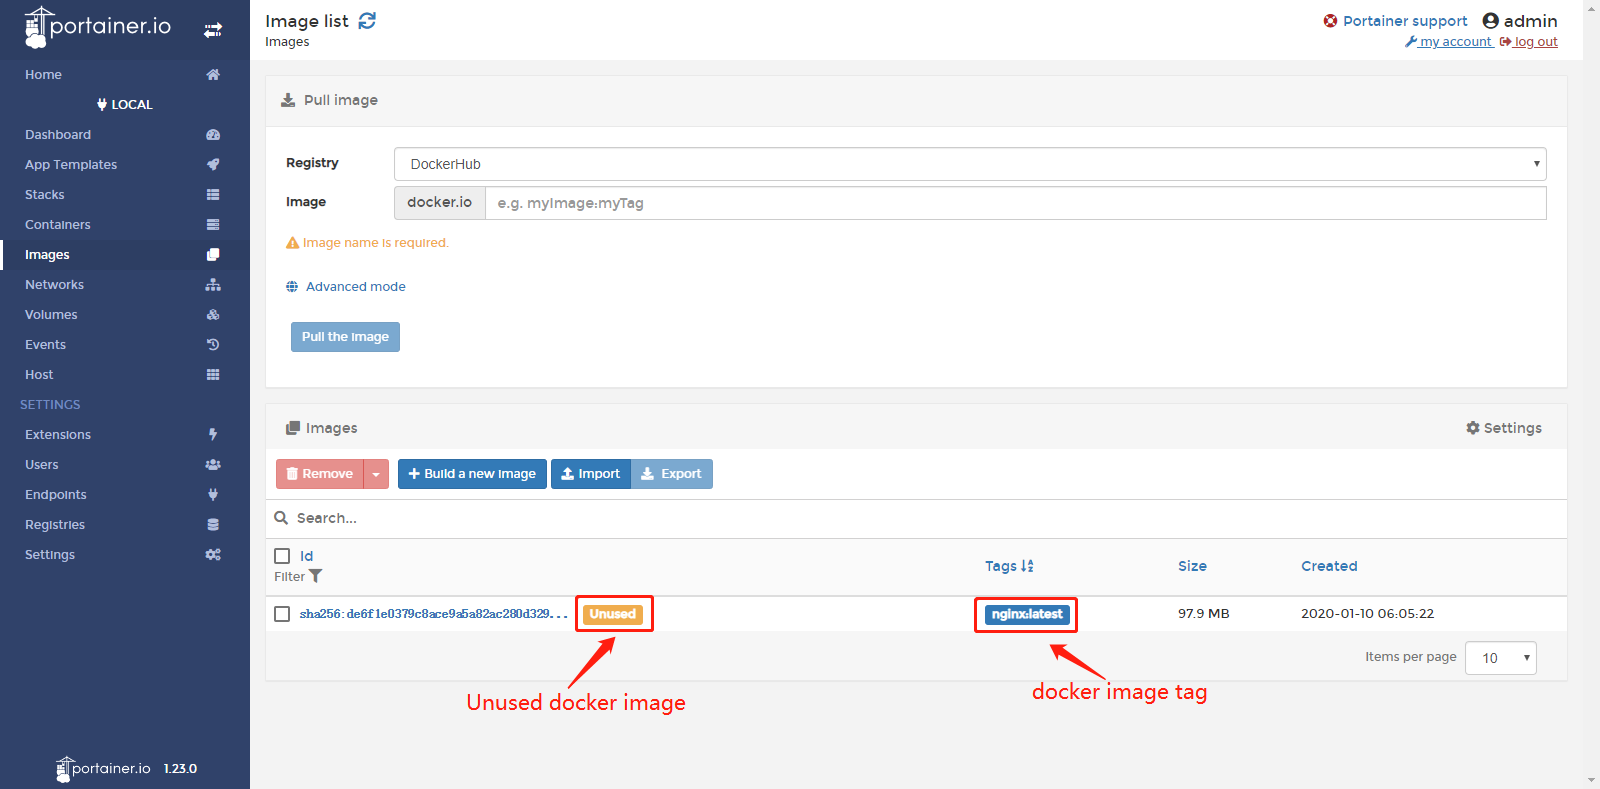 portainer.io
Home
LOCAL
Dashboard
App Templates
Stacks
Containers
Images
Networks
Volumes
Events
Host
SETTINGS
Extensions
Users
Endpoints
Registries
Settings
portainer.io 1.23.0
Image list
Images
Portainer support admin
my account log out
Pull image
Registry DockerHub
Image docker.io e.g. myImage:myTag
Image name is required.
Advanced mode
Pull the image
Images Settings
Remove Build a new image Import Export
Search...
Id Tags Size Created
Filter
sha256:de6f1e0379c8ace9a5a82ac280d329... Unused nginx:latest 97.9 MB 2020-01-10 06:05:22
Items per page 10
Unused docker image
docker image tag